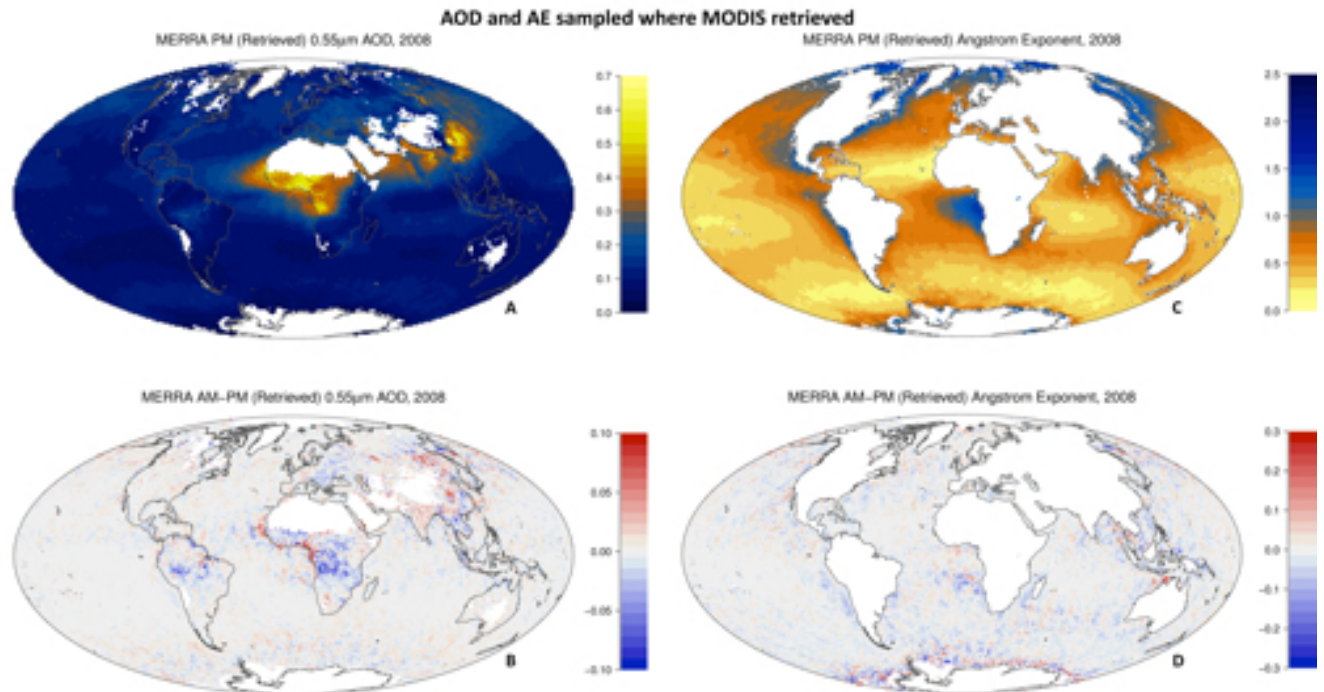 AOD and AE sampled where MODIS retrieved
MERRA PM (Retrieved) 0.55µm AOD, 2008
0.7
0.6
0.5
0.4
0.3
0.2
0.1
0.0
A
MERRA PM (Retrieved) Angstrom Exponent, 2008
2.5
2.0
1.5
1.0
0.5
0.0
C
MERRA AM−PM (Retrieved) 0.55µm AOD, 2008
0.10
0.05
0.00
−0.05
−0.10
B
MERRA AM−PM (Retrieved) Angstrom Exponent, 2008
0.3
0.2
0.1
0.0
−0.1
−0.2
−0.3
D